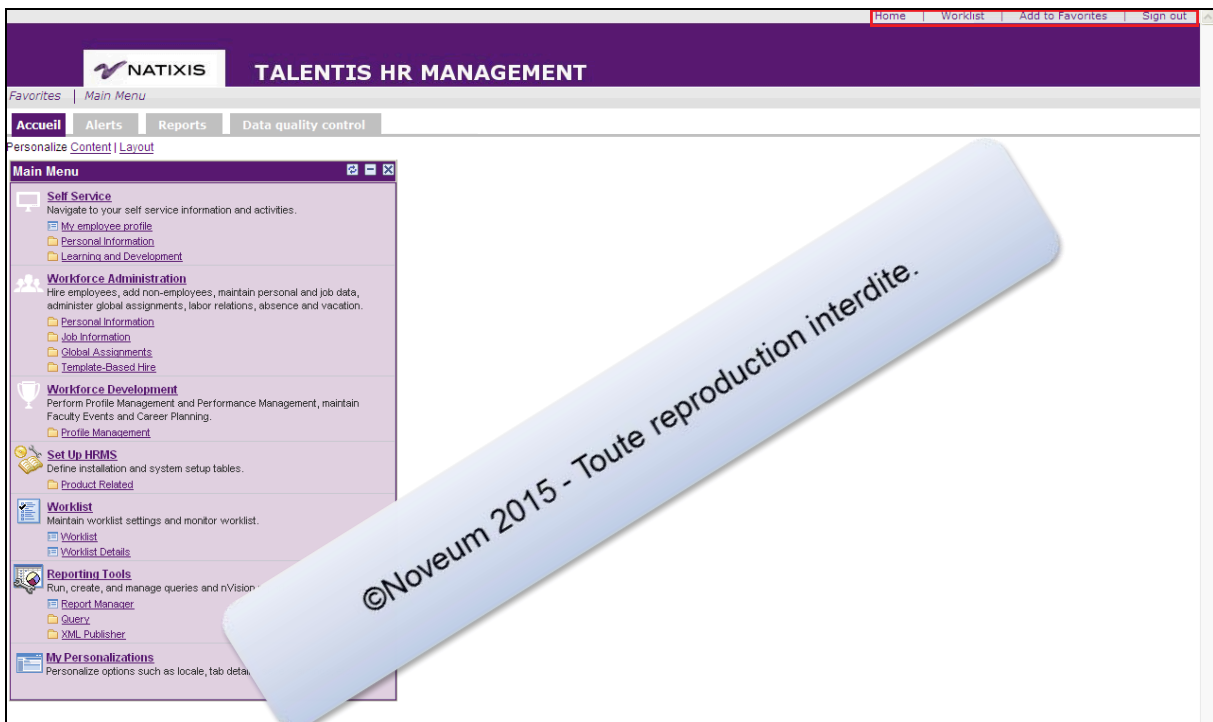 Home | Worklist | Add to Favorites | Sign out
NATIXIS TALENTIS HR MANAGEMENT
Favorites | Main Menu
Accueil Alerts Reports Data quality control
Personalize Content | Layout
Main Menu
Self Service
Navigate to your self service information and activities.
My employee profile
Personal Information
Learning and Development
Workforce Administration
Hire employees, add non-employees, maintain personal and job data,
administer global assignments, labor relations, absence and vacation.
Personal Information
Job Information
Global Assignments
Template-Based Hire
Workforce Development
Perform Profile Management and Performance Management, maintain
Faculty Events and Career Planning.
Profile Management
Set Up HRMS
Define installation and system setup tables.
Product Related
Worklist
Maintain worklist settings and monitor worklist.
Worklist
Worklist Details
Reporting Tools
Run, create, and manage queries and nVision
Report Manager
Query
XML Publisher
My Personalizations
Personalize options such as locale, tab
©Noveum 2015 - Toute reproduction interdite.